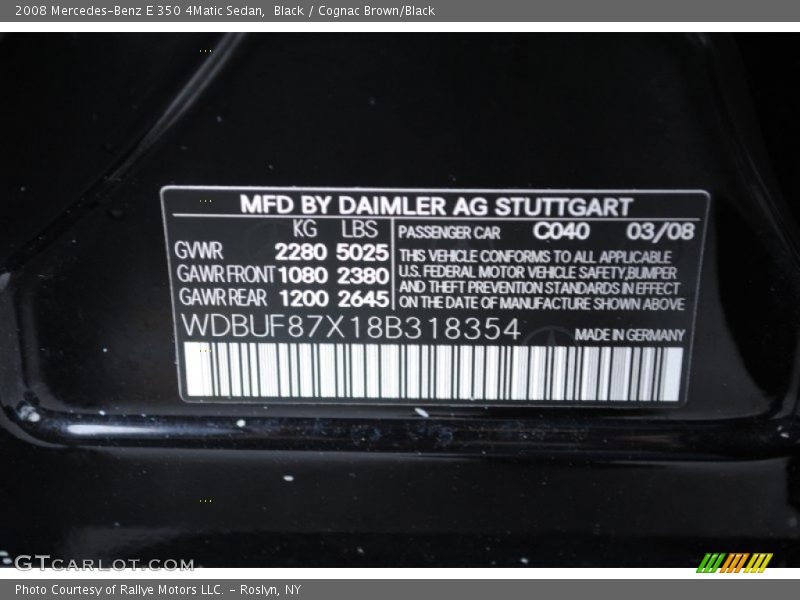 2008 Mercedes-Benz E 350 4Matic Sedan,  Black / Cognac Brown/Black
MFD BY DAIMLER AG STUTTGART
KG LBS
GVWR 2280 5025
GAWR FRONT 1080 2380
GAWR REAR 1200 2645
PASSENGER CAR C040 03/08
THIS VEHICLE CONFORMS TO ALL APPLICABLE
U.S. FEDERAL MOTOR VEHICLE SAFETY,BUMPER
AND THEFT PREVENTION STANDARDS IN EFFECT
ON THE DATE OF MANUFACTURE SHOWN ABOVE
WDBUF87X18B318354
MADE IN GERMANY
GTCARLOT.COM
Photo Courtesy of Rallye Motors LLC. - Roslyn, NY